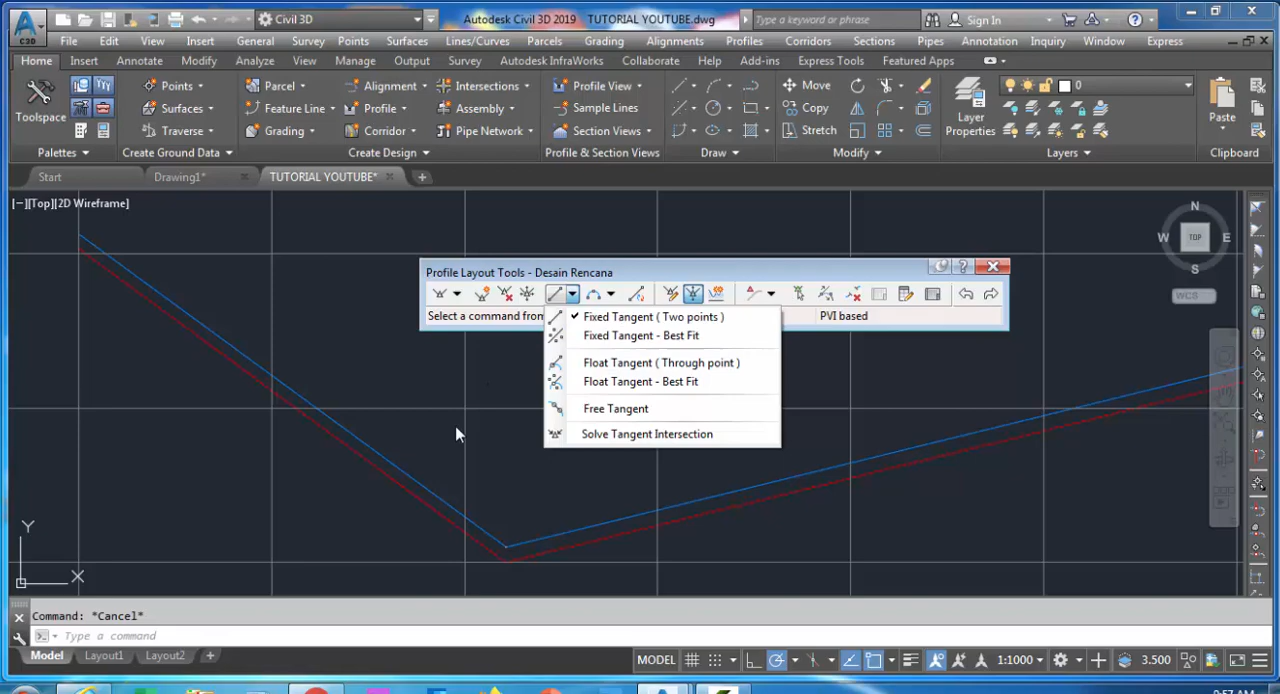 Civil 3D
Autodesk Civil 3D 2019 TUTORIAL YOUTUBE.dwg
Type a keyword or phrase
Sign In
C3D
File Edit View Insert General Survey Points Surfaces Lines/Curves Parcels Grading Alignments Profiles Corridors Sections Pipes Annotation Inquiry Window Express
Home Insert Annotate Modify Analyze View Manage Output Survey Autodesk InfraWorks Collaborate Help Add-ins Express Tools Featured Apps
Points Parcel Alignment Intersections Profile View Move 0
Toolspace Surfaces Feature Line Profile Assembly Sample Lines Copy Layer Properties Paste
Traverse Grading Corridor Pipe Network Section Views Stretch
Palettes Create Ground Data Create Design Profile & Section Views Draw Modify Layers Clipboard
Start Drawing1* TUTORIAL YOUTUBE*
[−][Top][2D Wireframe]
N
W TOP E
S
WCS
Profile Layout Tools - Desain Rencana
Select a command from PVI based
Fixed Tangent ( Two points )
Fixed Tangent - Best Fit
Float Tangent ( Through point )
Float Tangent - Best Fit
Free Tangent
Solve Tangent Intersection
Y
X
Command: *Cancel*
Type a command
Model Layout1 Layout2 MODEL 1:1000 3.500